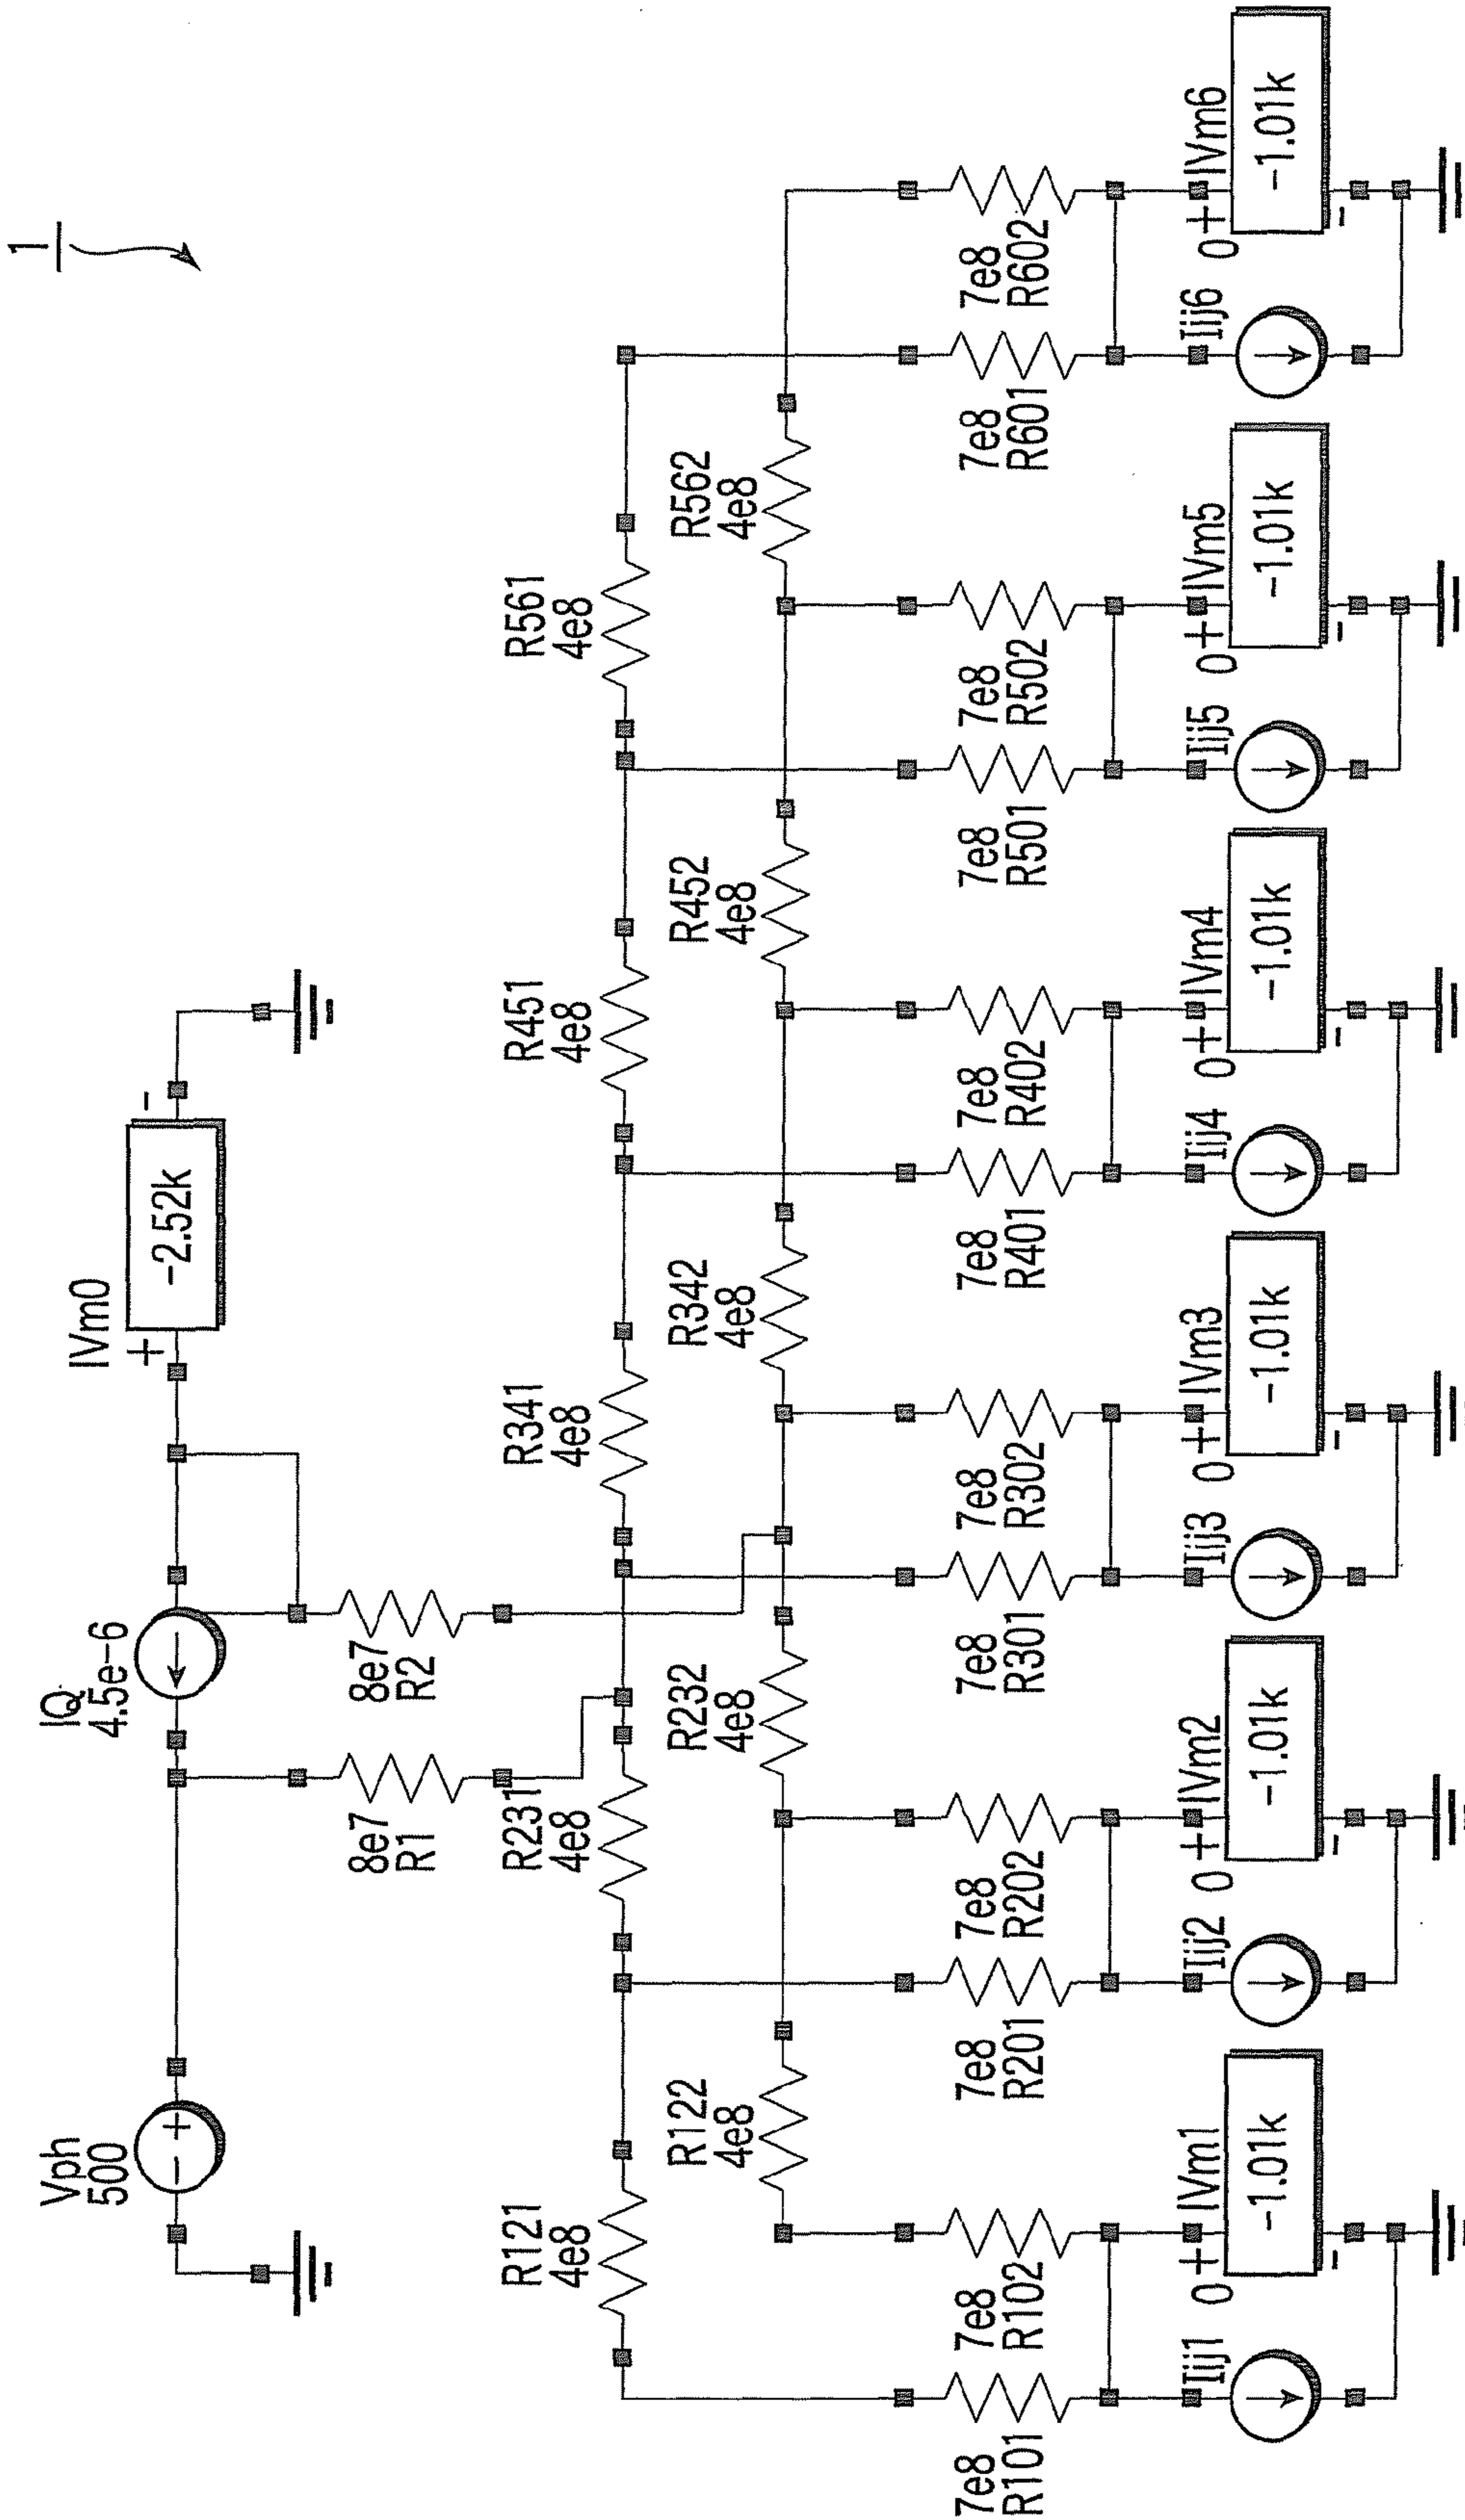 1
Vph
500
IQ
4.5e-6
IVm0
+
-2.52k
-
8e7
R1
8e7
R2
R121
4e8
R231
4e8
R341
4e8
R451
4e8
R561
4e8
R122
4e8
R232
4e8
R342
4e8
R452
4e8
R562
4e8
7e8
R101
7e8
R102
7e8
R201
7e8
R202
7e8
R301
7e8
R302
7e8
R401
7e8
R402
7e8
R501
7e8
R502
7e8
R601
7e8
R602
Iij1
0 + IVm1
-1.01k
-
Iij2
0 + IVm2
-1.01k
-
Iij3
0 + IVm3
-1.01k
-
Iij4
0 + IVm4
-1.01k
-
Iij5
0 + IVm5
-1.01k
-
Iij6
0 + IVm6
-1.01k
-